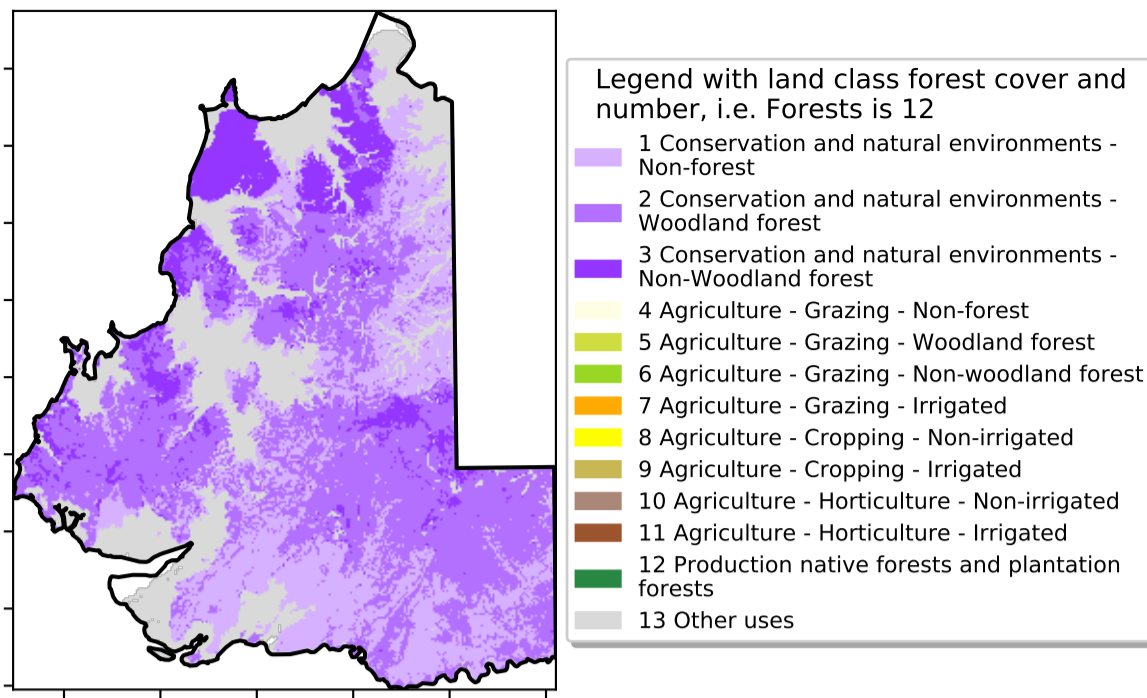 Legend with land class forest cover and
number, i.e. Forests is 12
1 Conservation and natural environments -
Non-forest
2 Conservation and natural environments -
Woodland forest
3 Conservation and natural environments -
Non-Woodland forest
4 Agriculture - Grazing - Non-forest
5 Agriculture - Grazing - Woodland forest
6 Agriculture - Grazing - Non-woodland forest
7 Agriculture - Grazing - Irrigated
8 Agriculture - Cropping - Non-irrigated
9 Agriculture - Cropping - Irrigated
10 Agriculture - Horticulture - Non-irrigated
11 Agriculture - Horticulture - Irrigated
12 Production native forests and plantation
forests
13 Other uses